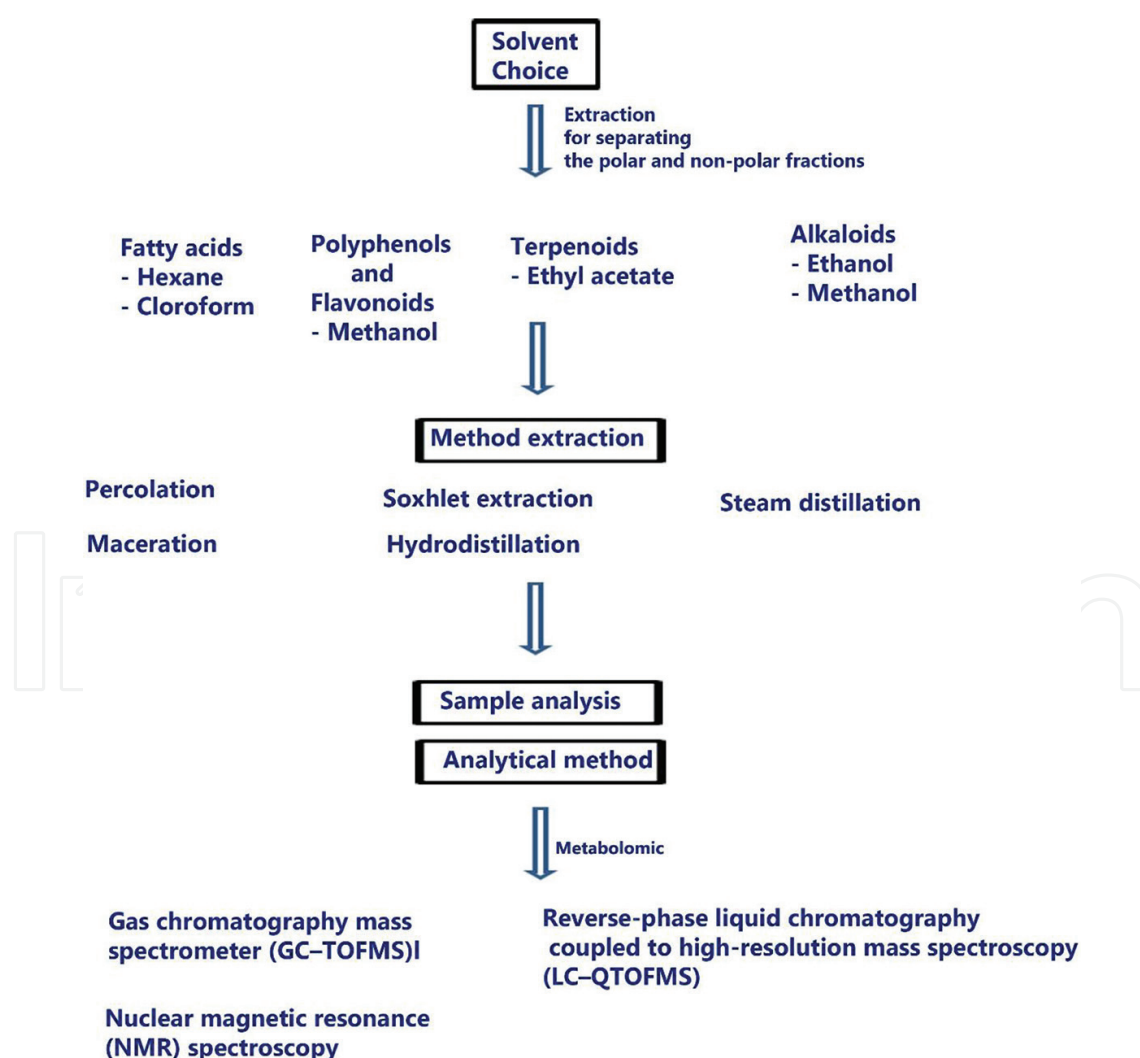 Solvent
Choice
Extraction
for separating
the polar and non-polar fractions
Fatty acids
- Hexane
- Cloroform
Polyphenols
and
Flavonoids
- Methanol
Terpenoids
- Ethyl acetate
Alkaloids
- Ethanol
- Methanol
Method extraction
Percolation
Soxhlet extraction
Steam distillation
Maceration
Hydrodistillation
Sample analysis
Analytical method
Metabolomic
Gas chromatography mass
spectrometer (GC–TOFMS)l
Reverse-phase liquid chromatography
coupled to high-resolution mass spectroscopy
(LC–QTOFMS)
Nuclear magnetic resonance
(NMR) spectroscopy